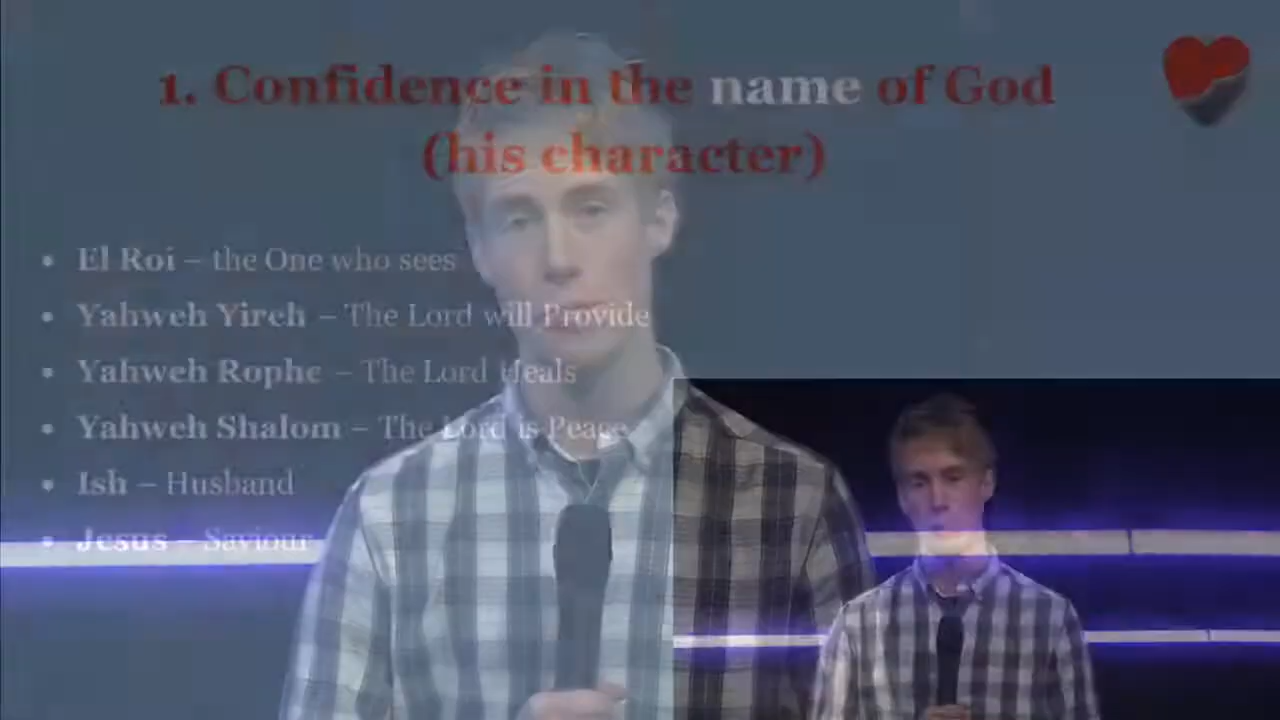 1. Confidence in the name of God
(his character)
• El Roi – the One who sees
• Yahweh Yireh – The Lord will Provide
• Yahweh Rophe – The Lord Heals
• Yahweh Shalom – The Lord is Peace
• Ish – Husband
• Jesus – Saviour